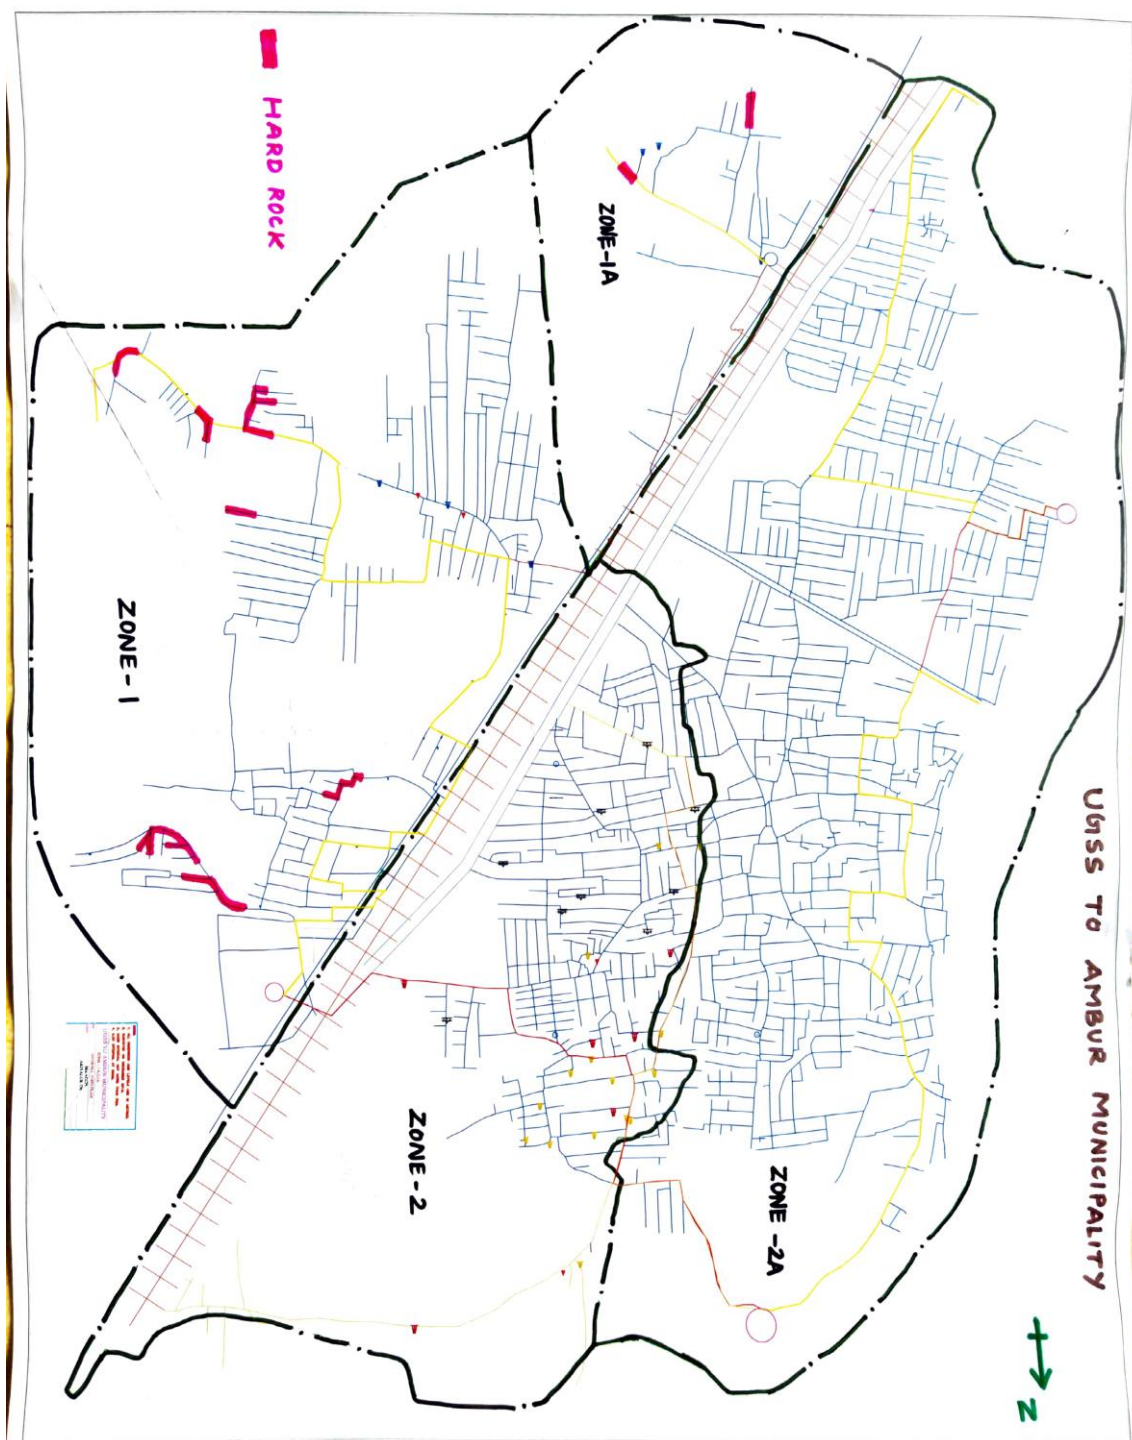 UGSS TO AMBUR MUNICIPALITY
HARD ROCK
ZONE-1A
ZONE-1
ZONE-2
ZONE-2A
N